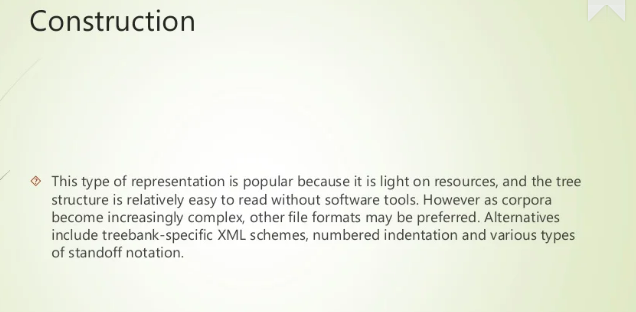 Construction
This type of representation is popular because it is light on resources, and the tree
structure is relatively easy to read without software tools. However as corpora
become increasingly complex, other file formats may be preferred. Alternatives
include treebank-specific XML schemes, numbered indentation and various types
of standoff notation.